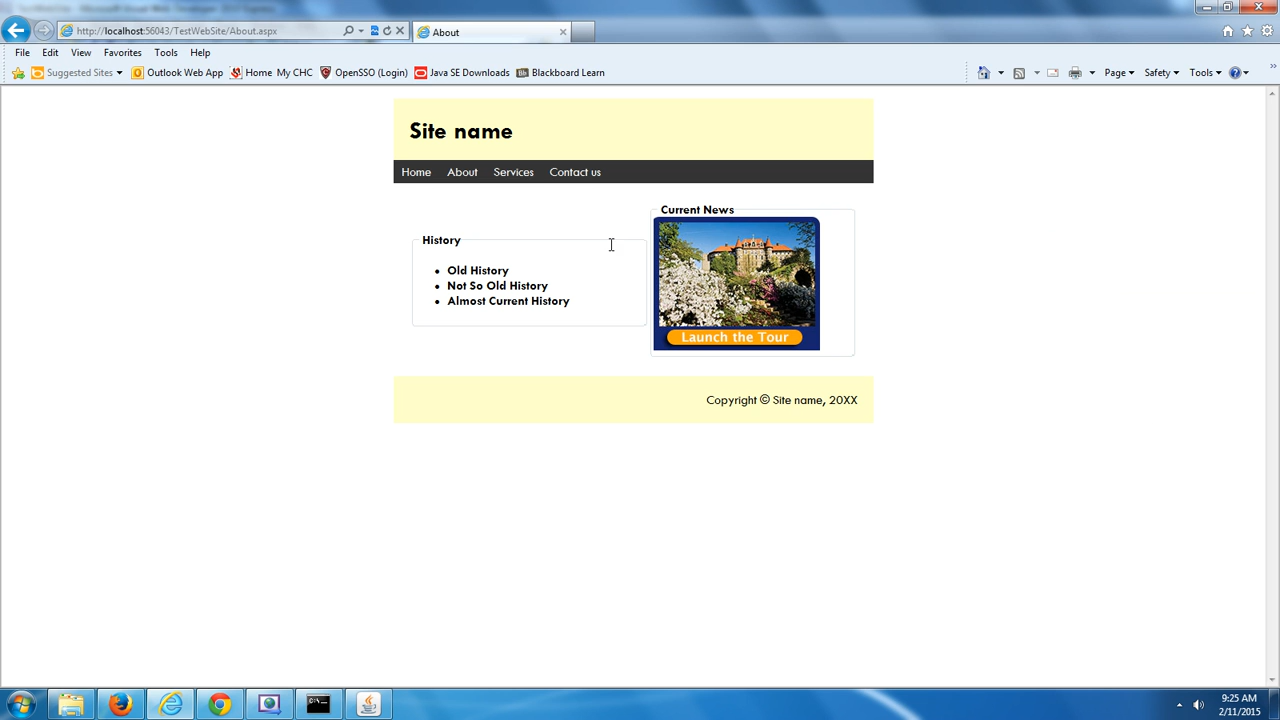 http://localhost:56043/TestWebSite/About.aspx
About
File Edit View Favorites Tools Help
Suggested Sites Outlook Web App Home My CHC OpenSSO (Login) Java SE Downloads Blackboard Learn
Page Safety Tools
Site name
Home About Services Contact us
Current News
Launch the Tour
History
Old History
Not So Old History
Almost Current History
Copyright © Site name, 20XX
C:\...
9:25 AM
2/11/2015